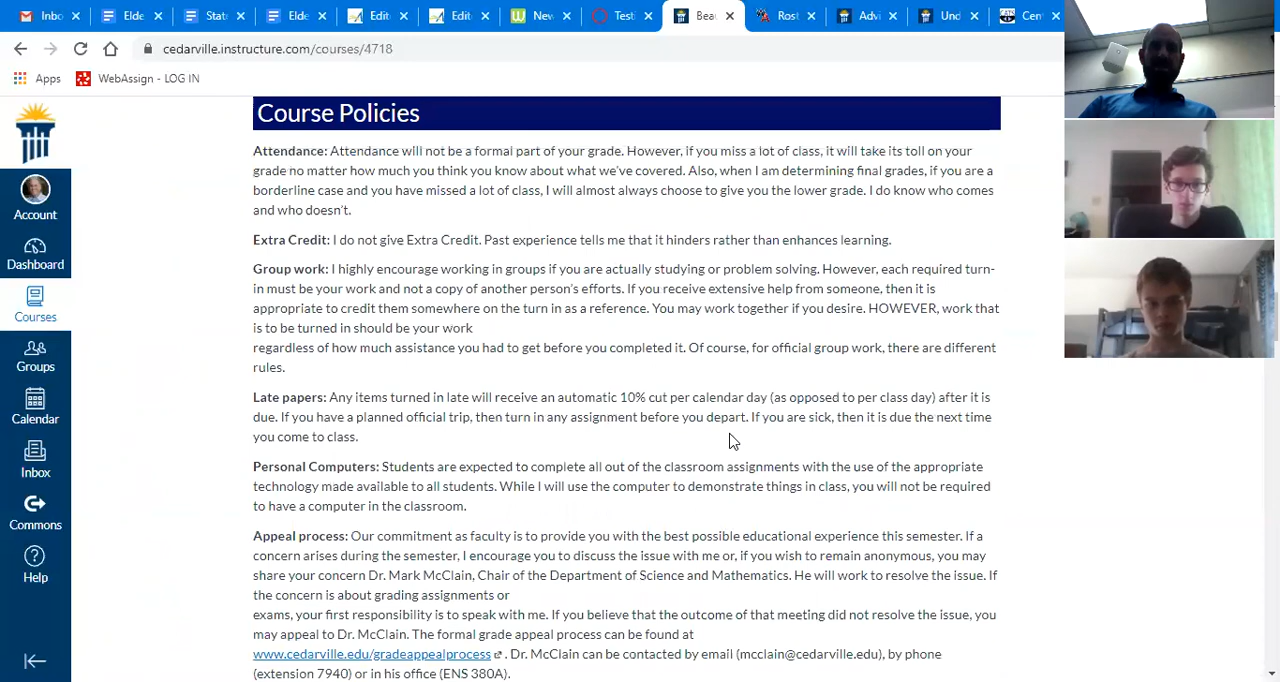 Inbo
Elde
Stat
Elde
Edit
Edit
New
Testi
Bea
Rost
Advi
Und
Cen
cedarville.instructure.com/courses/4718
Apps
WebAssign - LOG IN
Account
Dashboard
Courses
Groups
Calendar
Inbox
Commons
Help
Course Policies
Attendance: Attendance will not be a formal part of your grade. However, if you miss a lot of class, it will take its toll on your
grade no matter how much you think you know about what we've covered. Also, when I am determining final grades, if you are a
borderline case and you have missed a lot of class, I will almost always choose to give you the lower grade. I do know who comes
and who doesn't.
Extra Credit: I do not give Extra Credit. Past experience tells me that it hinders rather than enhances learning.
Group work: I highly encourage working in groups if you are actually studying or problem solving. However, each required turn-
in must be your work and not a copy of another person's efforts. If you receive extensive help from someone, then it is
appropriate to credit them somewhere on the turn in as a reference. You may work together if you desire. HOWEVER, work that
is to be turned in should be your work
regardless of how much assistance you had to get before you completed it. Of course, for official group work, there are different
rules.
Late papers: Any items turned in late will receive an automatic 10% cut per calendar day (as opposed to per class day) after it is
due. If you have a planned official trip, then turn in any assignment before you depart. If you are sick, then it is due the next time
you come to class.
Personal Computers: Students are expected to complete all out of the classroom assignments with the use of the appropriate
technology made available to all students. While I will use the computer to demonstrate things in class, you will not be required
to have a computer in the classroom.
Appeal process: Our commitment as faculty is to provide you with the best possible educational experience this semester. If a
concern arises during the semester, I encourage you to discuss the issue with me or, if you wish to remain anonymous, you may
share your concern Dr. Mark McClain, Chair of the Department of Science and Mathematics. He will work to resolve the issue. If
the concern is about grading assignments or
exams, your first responsibility is to speak with me. If you believe that the outcome of that meeting did not resolve the issue, you
may appeal to Dr. McClain. The formal grade appeal process can be found at
www.cedarville.edu/gradeappealprocess . Dr. McClain can be contacted by email (mcclain@cedarville.edu), by phone
(extension 7940) or in his office (ENS 380A).